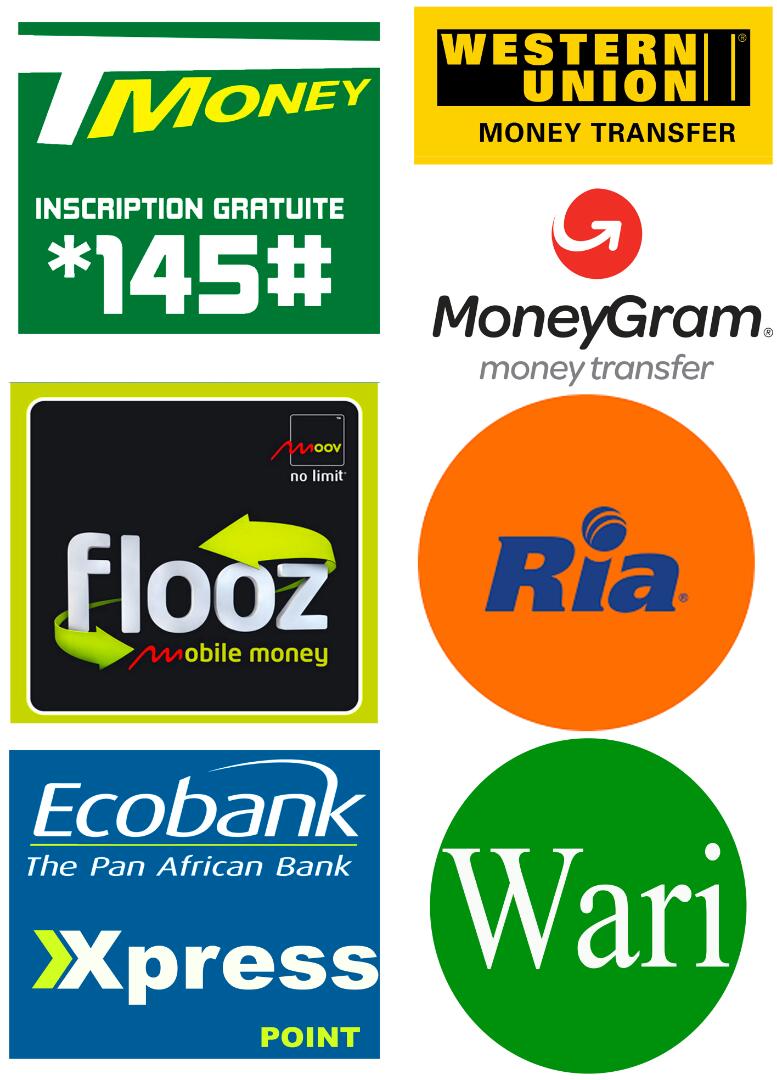 TMONEY
INSCRIPTION GRATUITE
*145#
WESTERN
UNION ®
MONEY TRANSFER
MoneyGram®
money transfer
moov ™
no limit
flooz
mobile money
Ria®
Ecobank
The Pan African Bank
Xpress
POINT
Wari